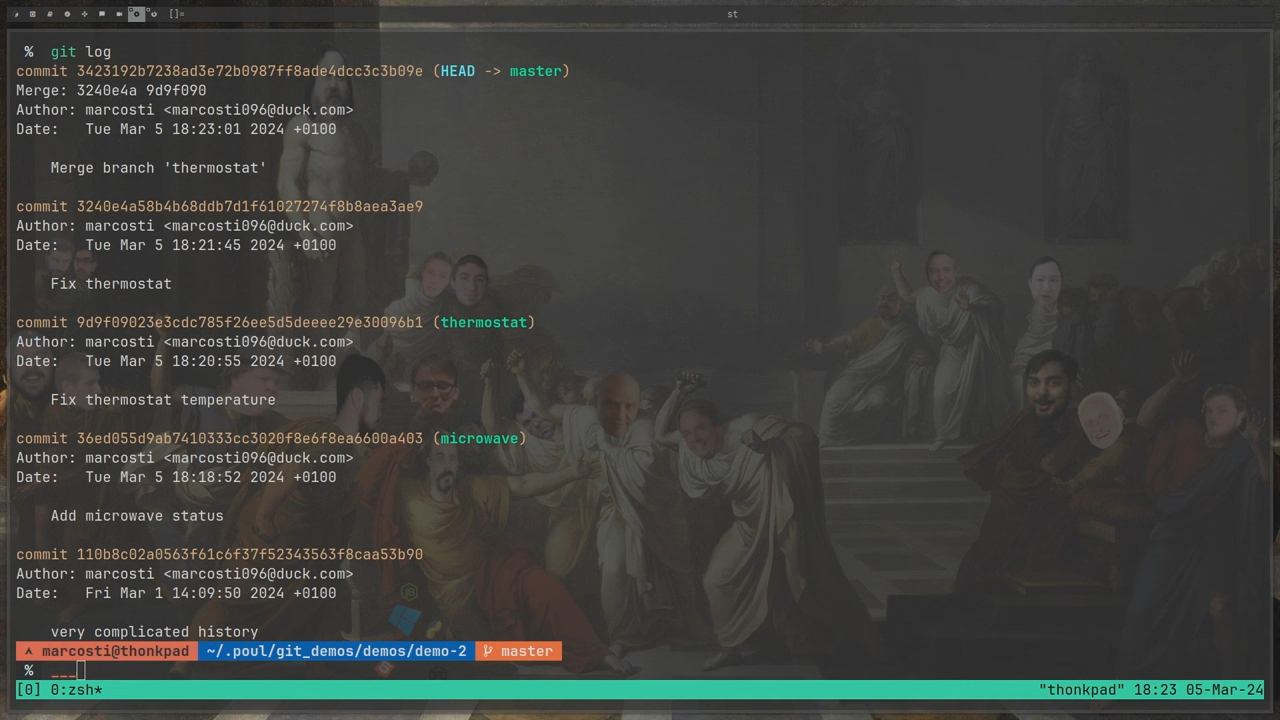 []=
st
% git log
commit 3423192b7238ad3e72b0987ff8ade4dcc3c3b09e (HEAD -> master)
Merge: 3240e4a 9d9f090
Author: marcosti <marcosti096@duck.com>
Date:   Tue Mar 5 18:23:01 2024 +0100
Merge branch 'thermostat'
commit 3240e4a58b4b68ddb7d1f61027274f8b8aea3ae9
Author: marcosti <marcosti096@duck.com>
Date:   Tue Mar 5 18:21:45 2024 +0100
Fix thermostat
commit 9d9f09023e3cdc785f26ee5d5deeee29e30096b1 (thermostat)
Author: marcosti <marcosti096@duck.com>
Date:   Tue Mar 5 18:20:55 2024 +0100
Fix thermostat temperature
commit 36ed055d9ab7410333cc3020f8e6f8ea6600a403 (microwave)
Author: marcosti <marcosti096@duck.com>
Date:   Tue Mar 5 18:18:52 2024 +0100
Add microwave status
commit 110b8c02a0563f61c6f37f52343563f8caa53b90
Author: marcosti <marcosti096@duck.com>
Date:   Fri Mar 1 14:09:50 2024 +0100
very complicated history
marcosti@thonkpad ~/.poul/git_demos/demos/demo-2 master
% ___
[0] 0:zsh* "thonkpad" 18:23 05-Mar-24